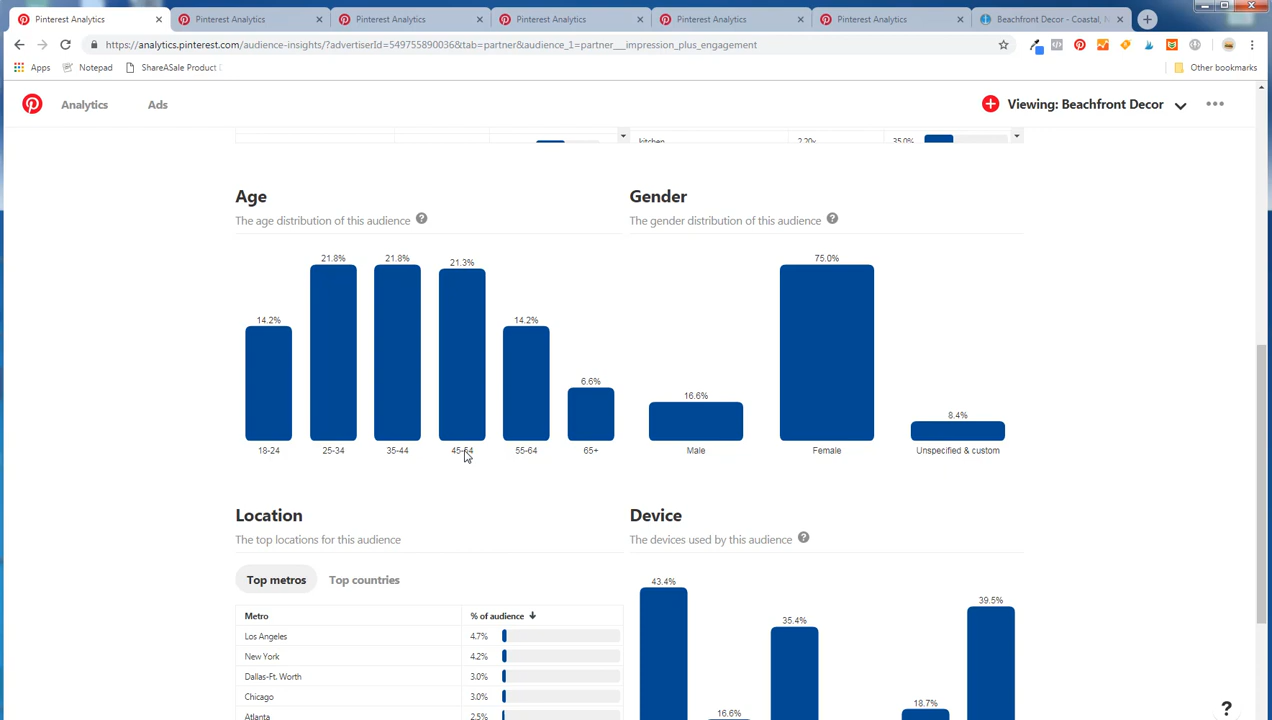 Pinterest Analytics
Pinterest Analytics
Pinterest Analytics
Pinterest Analytics
Pinterest Analytics
Pinterest Analytics
Beachfront Decor - Coastal, N
https://analytics.pinterest.com/audience-insights/?advertiserId=549755890036&tab=partner&audience_1=partner__impression_plus_engagement
Apps
Notepad
ShareASale Product
Other bookmarks
Analytics
Ads
Viewing: Beachfront Decor
kitchen
2.20x
35.0%
Age
The age distribution of this audience
14.2%
21.8%
21.8%
21.3%
14.2%
6.6%
18-24
25-34
35-44
45-54
55-64
65+
Gender
The gender distribution of this audience
16.6%
75.0%
8.4%
Male
Female
Unspecified & custom
Location
The top locations for this audience
Top metros
Top countries
Metro
% of audience
Los Angeles
4.7%
New York
4.2%
Dallas-Ft. Worth
3.0%
Chicago
3.0%
Atlanta
2.5%
Device
The devices used by this audience
43.4%
16.6%
35.4%
18.7%
39.5%